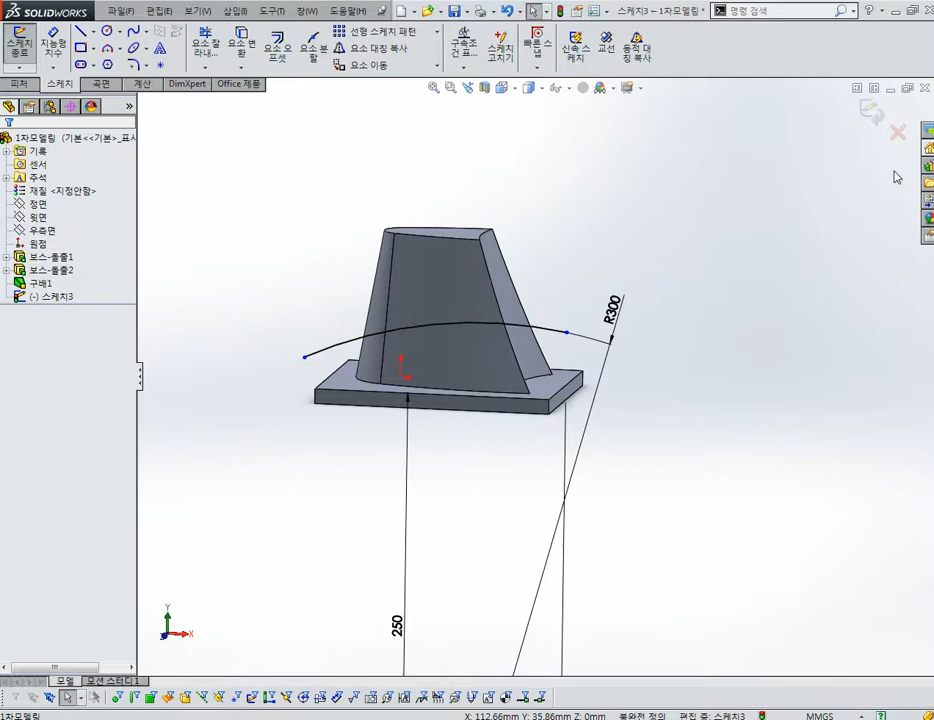 SOLIDWORKS 파일(F) 편집(E) 보기(V) 삽입(I) 도구(T) 창(W) 도움말(H) 스케치3 - 1차모델링 * 명령 검색
스케치 종료
지능형 치수
요소 잘라내...
요소 변환
요소 오프셋
요소 분할
선형 스케치 패턴
요소 대칭 복사
요소 이동
구속조건 표...
스케치 고치기
빠른 스
신속 스케치
교선
동적 대칭 복사
피처 스케치 곡면 계산 DimXpert Office 제품
1차모델링 (기본<<기본>_표시
기록
센서
주석
재질 <지정안함>
정면
윗면
우측면
원점
보스-돌출1
보스-돌출2
구배1
(-) 스케치3
R300
250
Y
X
Z
모델 모션 스터디 1
1차모델링 X: 112.66mm Y: 35.86mm Z: 0mm 불완전 정의 편집 중: 스케치3 MMGS